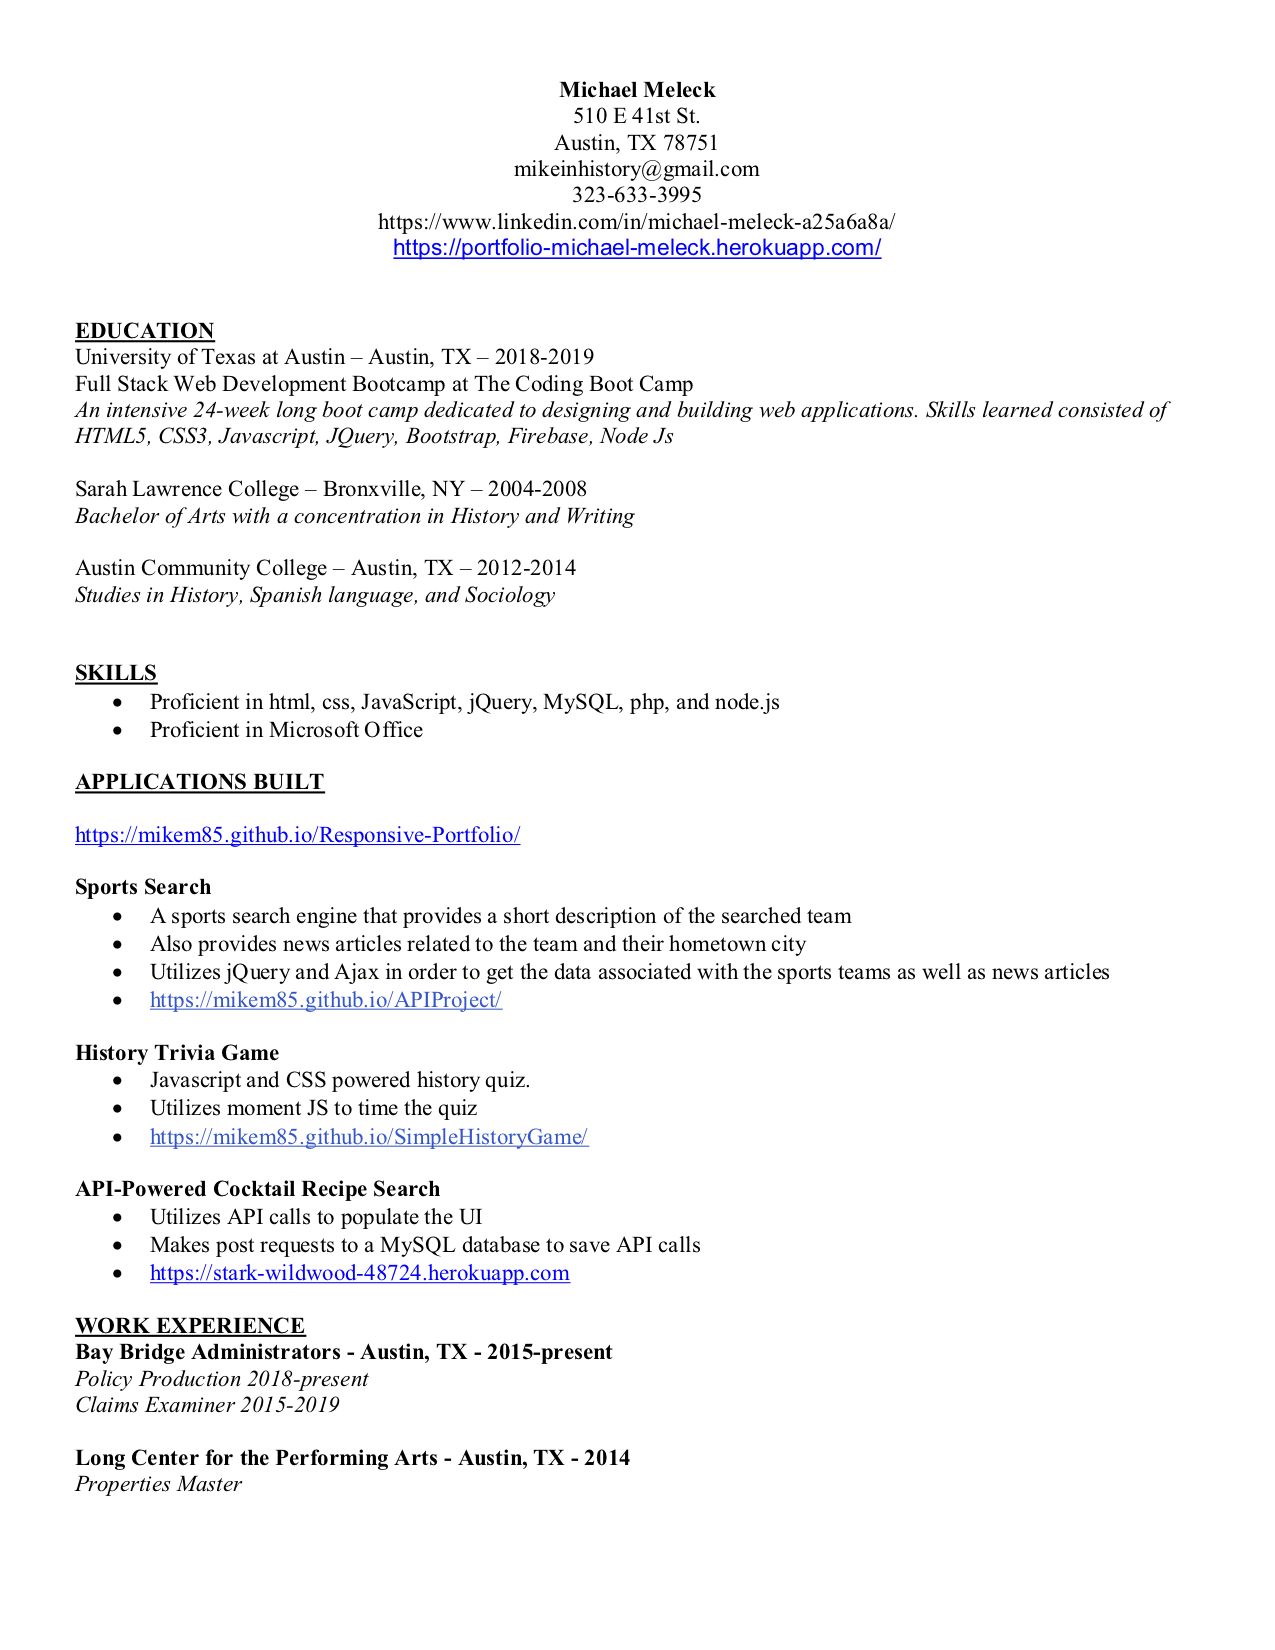 Michael Meleck
510 E 41st St.
Austin, TX 78751
mikeinhistory@gmail.com
323-633-3995
https://www.linkedin.com/in/michael-meleck-a25a6a8a/
https://portfolio-michael-meleck.herokuapp.com/
EDUCATION
University of Texas at Austin – Austin, TX – 2018-2019
Full Stack Web Development Bootcamp at The Coding Boot Camp
An intensive 24-week long boot camp dedicated to designing and building web applications. Skills learned consisted of
HTML5, CSS3, Javascript, JQuery, Bootstrap, Firebase, Node Js
Sarah Lawrence College – Bronxville, NY – 2004-2008
Bachelor of Arts with a concentration in History and Writing
Austin Community College – Austin, TX – 2012-2014
Studies in History, Spanish language, and Sociology
SKILLS
• Proficient in html, css, JavaScript, jQuery, MySQL, php, and node.js
• Proficient in Microsoft Office
APPLICATIONS BUILT
https://mikem85.github.io/Responsive-Portfolio/
Sports Search
• A sports search engine that provides a short description of the searched team
• Also provides news articles related to the team and their hometown city
• Utilizes jQuery and Ajax in order to get the data associated with the sports teams as well as news articles
• https://mikem85.github.io/APIProject/
History Trivia Game
• Javascript and CSS powered history quiz.
• Utilizes moment JS to time the quiz
• https://mikem85.github.io/SimpleHistoryGame/
API-Powered Cocktail Recipe Search
• Utilizes API calls to populate the UI
• Makes post requests to a MySQL database to save API calls
• https://stark-wildwood-48724.herokuapp.com
WORK EXPERIENCE
Bay Bridge Administrators - Austin, TX - 2015-present
Policy Production 2018-present
Claims Examiner 2015-2019
Long Center for the Performing Arts - Austin, TX - 2014
Properties Master